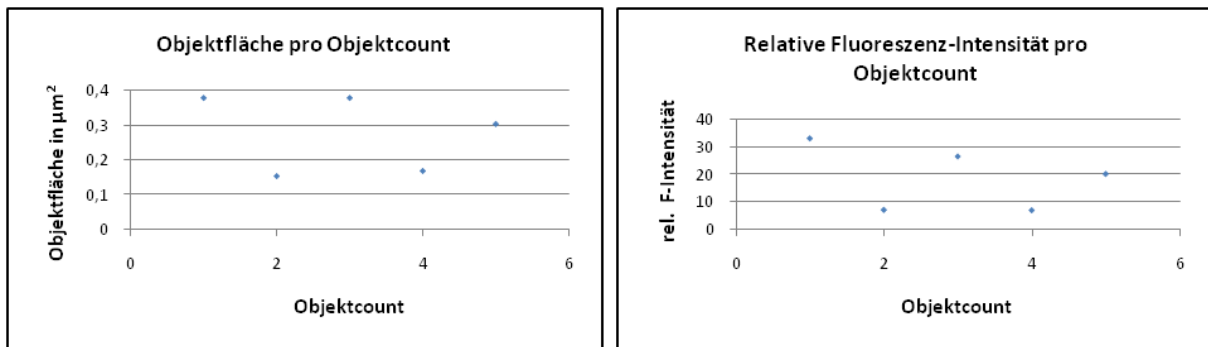 Objektfläche pro Objektcount
Objektfläche in µm²
0,4
0,3
0,2
0,1
0
0 2 4 6
Objektcount
Relative Fluoreszenz-Intensität pro
Objektcount
rel. F-Intensität
40
30
20
10
0
0 2 4 6
Objektcount